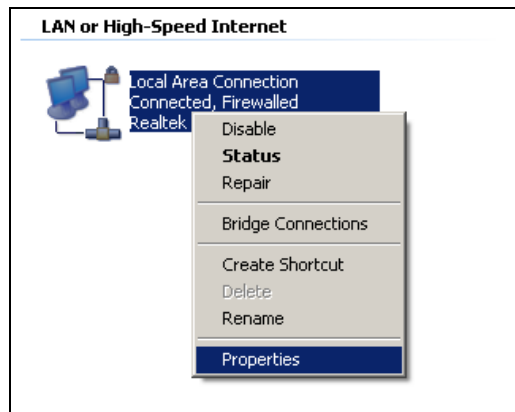 LAN or High-Speed Internet
Local Area Connection
Connected, Firewalled
Realtek
Disable
Status
Repair
Bridge Connections
Create Shortcut
Delete
Rename
Properties